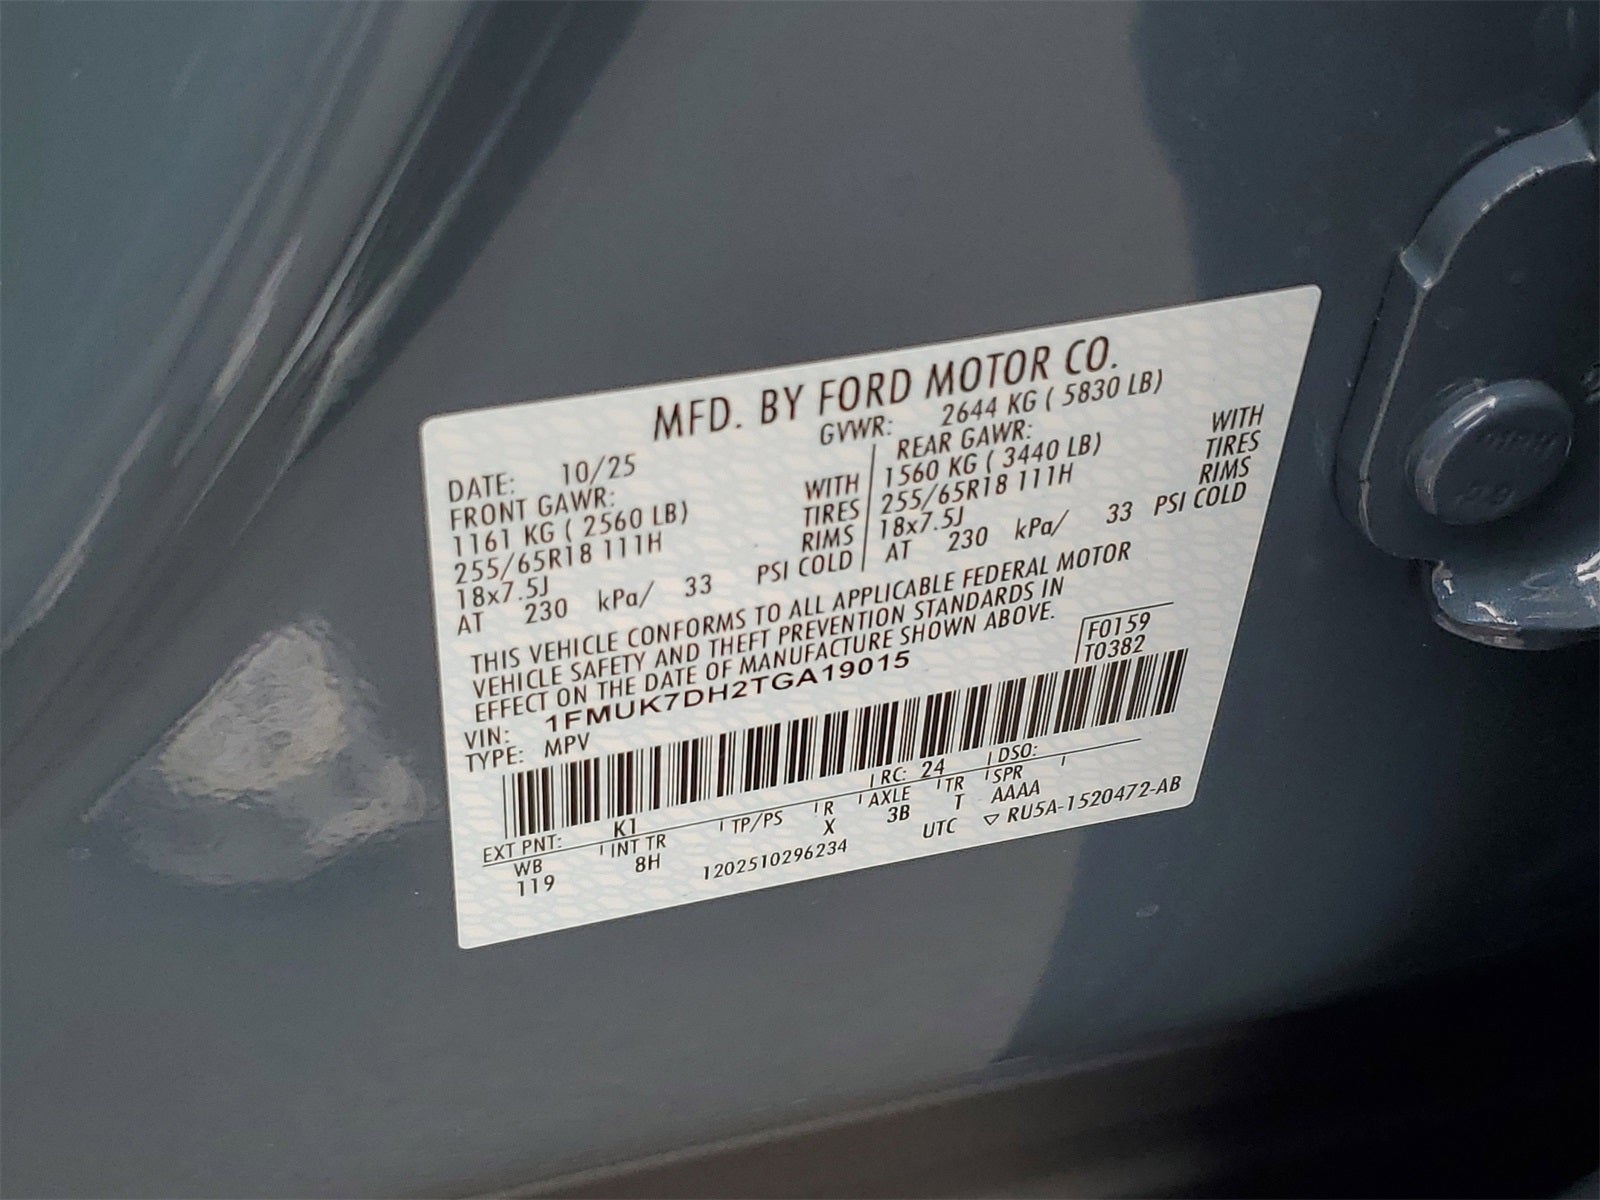 MFD. BY FORD MOTOR CO.
DATE: 10/25 GVWR: 2644 KG ( 5830 LB)
FRONT GAWR: REAR GAWR:
1161 KG ( 2560 LB) WITH 1560 KG ( 3440 LB) WITH
255/65R18 111H TIRES 255/65R18 111H TIRES
18x7.5J RIMS 18x7.5J RIMS
AT 230 kPa/ 33 PSI COLD AT 230 kPa/ 33 PSI COLD
THIS VEHICLE CONFORMS TO ALL APPLICABLE FEDERAL MOTOR
VEHICLE SAFETY AND THEFT PREVENTION STANDARDS IN
EFFECT ON THE DATE OF MANUFACTURE SHOWN ABOVE.
VIN: 1FMUK7DH2TGA19015 F0159
TYPE: MPV T0382
EXT PNT: K1 RC: 24 DSO:
WB INT TR TP/PS R AXLE TR SPR
119 8H X 3B T AAAA
1202510296234 UTC ▽ RU5A-1520472-AB